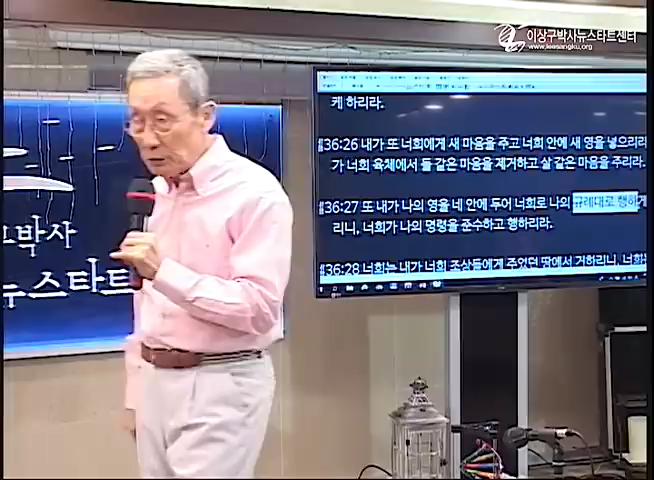 이상구박사뉴스타트센터
www.leesangku.org
케 하리라.
36:26 내가 또 너희에게 새 마음을 주고 너희 안에 새 영을 넣으리라
가 너희 육체에서 돌 같은 마음을 제거하고 살 같은 마음을 주리라.
36:27 또 내가 나의 영을 네 안에 두어 너희로 나의 규례대로 행하게
리니, 너희가 나의 명령을 준수하고 행하리라.
36:28 너희는 내가 너희 조상들에게 주었던 땅에서 거하리니, 너희는
구박사
뉴스타트